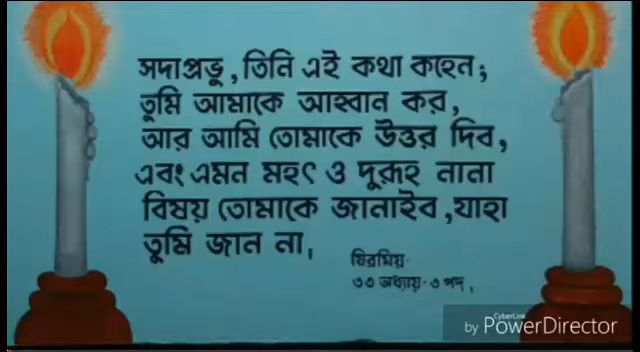 সদাপ্রভু, তিনি এই কথা কহেন;
তুমি আমাকে আহ্বান কর,
আর আমি তোমাকে উত্তর দিব,
এবং এমন মহৎ ও দুরূহ নানা
বিষয় তোমাকে জানাইব, যাহা
তুমি জান না,
যিরমিয়·
৩৩ অধ্যায়·৩ পদ,
CyberLink
by PowerDirector